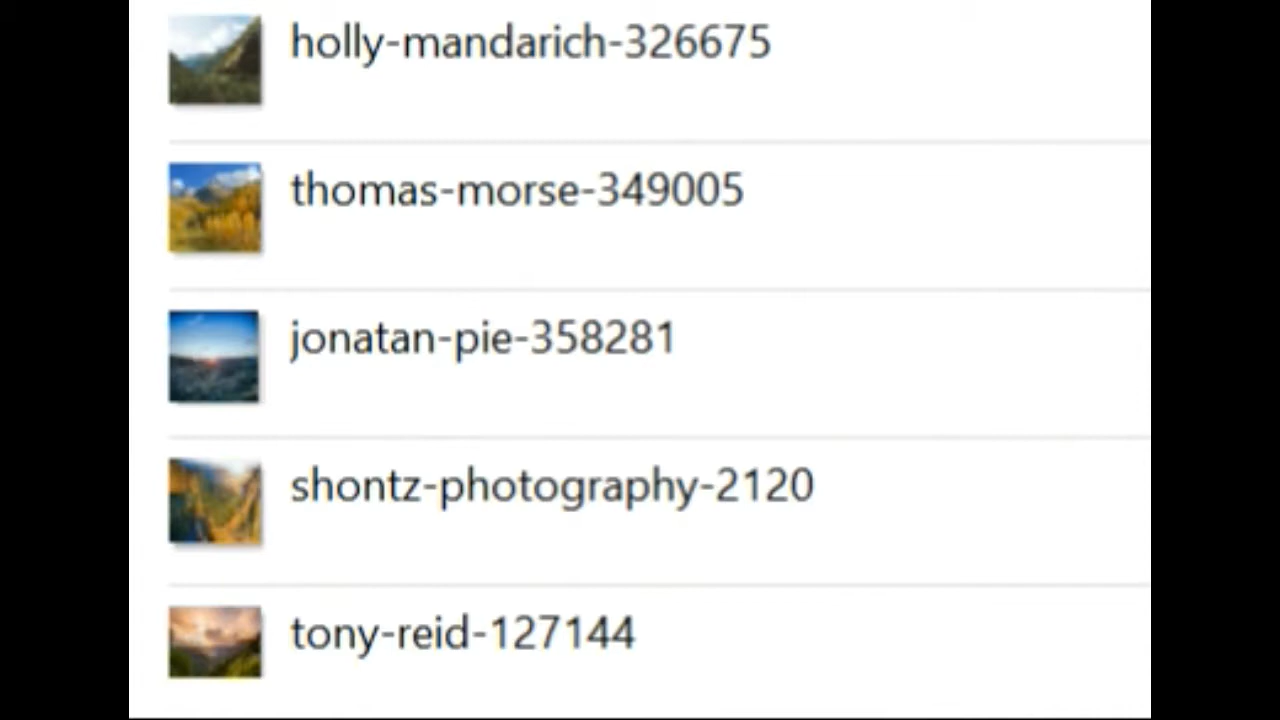 holly-mandarich-326675
thomas-morse-349005
jonatan-pie-358281
shontz-photography-2120
tony-reid-127144